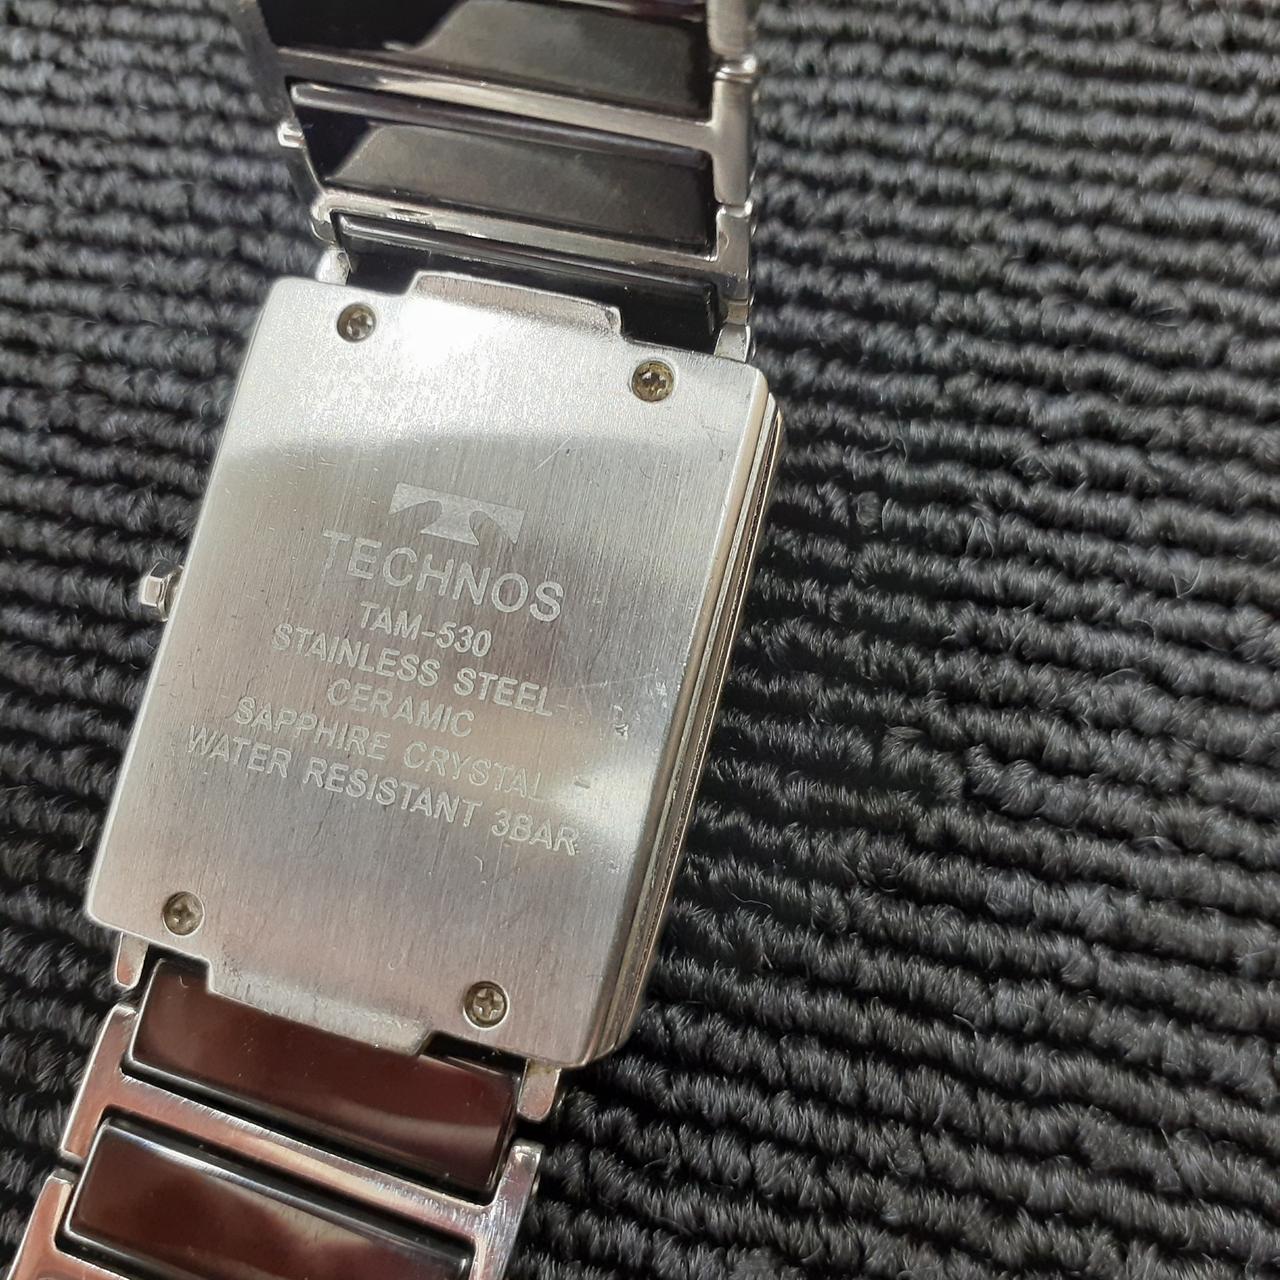 TECHNOS
TAM-530
STAINLESS STEEL
CERAMIC
SAPPHIRE CRYSTAL
WATER RESISTANT 3BAR